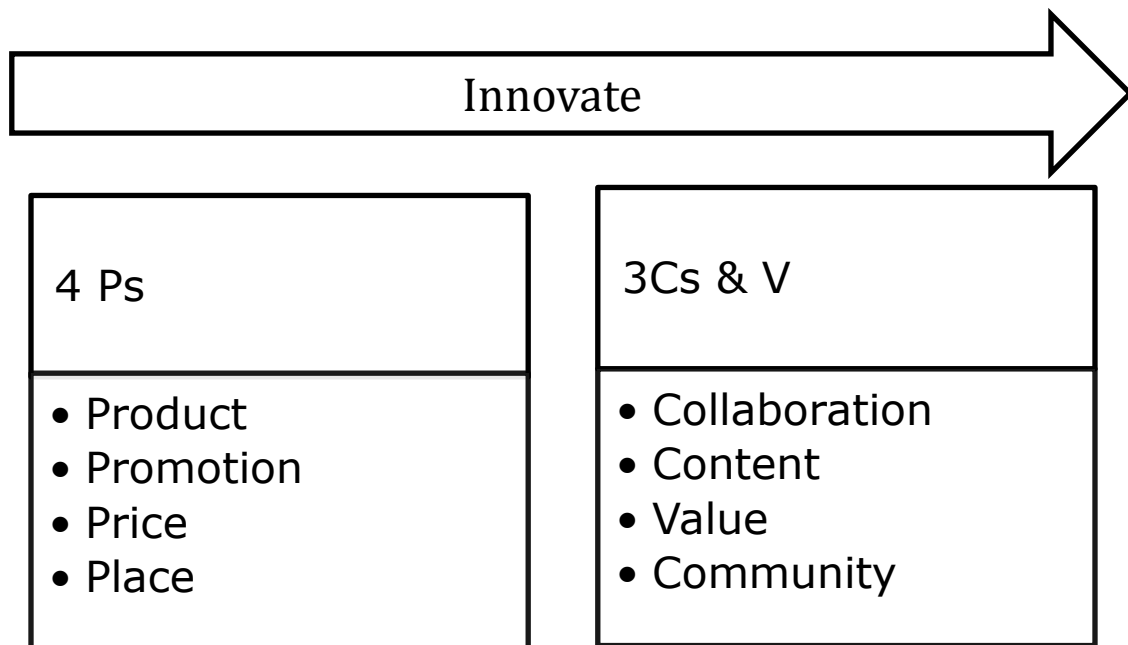 Innovate
4 Ps
• Product
• Promotion
• Price
• Place
3Cs & V
• Collaboration
• Content
• Value
• Community